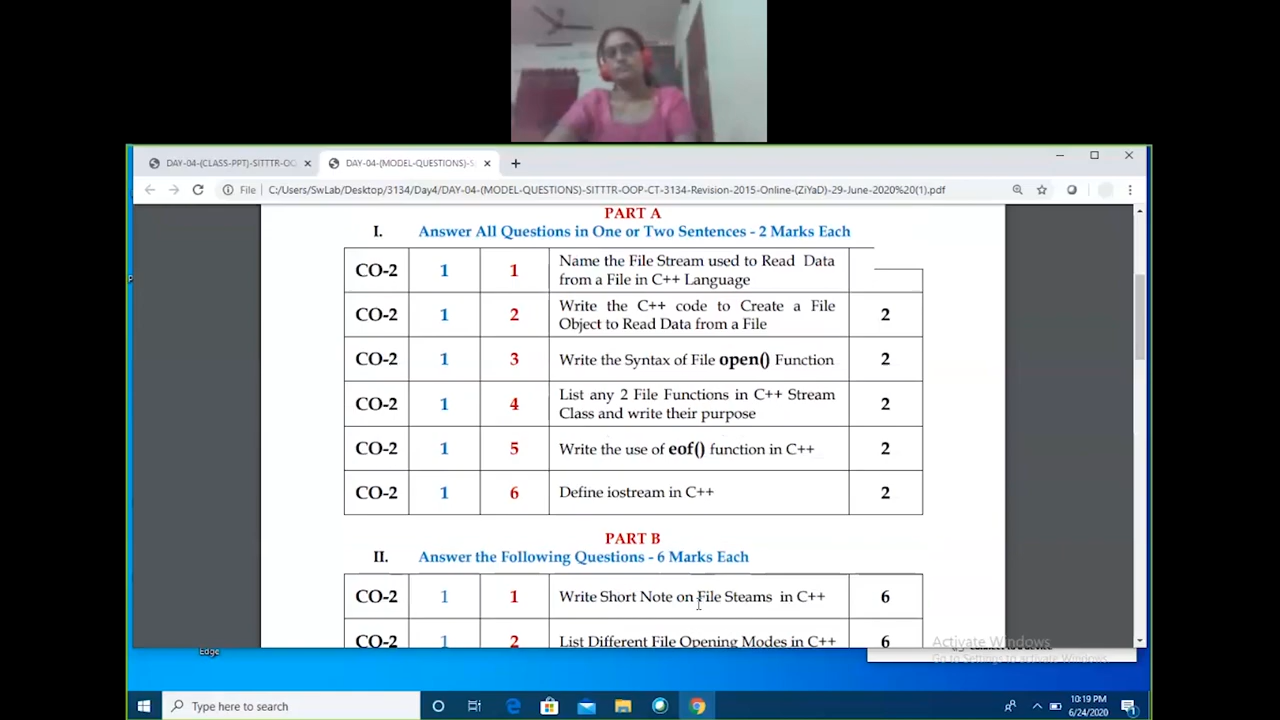 DAY-04-(CLASS-PPT)-SITTTR-OO
DAY-04-(MODEL-QUESTIONS)-S
File C:/Users/SwLab/Desktop/3134/Day4/DAY-04-(MODEL-QUESTIONS)-SITTTR-OOP-CT-3134-Revision-2015-Online-(ZiYaD)-29-June-2020%20(1).pdf
PART A
I. Answer All Questions in One or Two Sentences - 2 Marks Each
CO-2 1 1 Name the File Stream used to Read Data
from a File in C++ Language
CO-2 1 2 Write the C++ code to Create a File
Object to Read Data from a File 2
CO-2 1 3 Write the Syntax of File open() Function 2
CO-2 1 4 List any 2 File Functions in C++ Stream
Class and write their purpose 2
CO-2 1 5 Write the use of eof() function in C++ 2
CO-2 1 6 Define iostream in C++ 2
PART B
II. Answer the Following Questions - 6 Marks Each
CO-2 1 1 Write Short Note on File Steams in C++ 6
CO-2 1 2 List Different File Opening Modes in C++ 6
Activate Windows
Go to Settings to activate Windows.
Edge
Type here to search
10:19 PM
6/24/2020